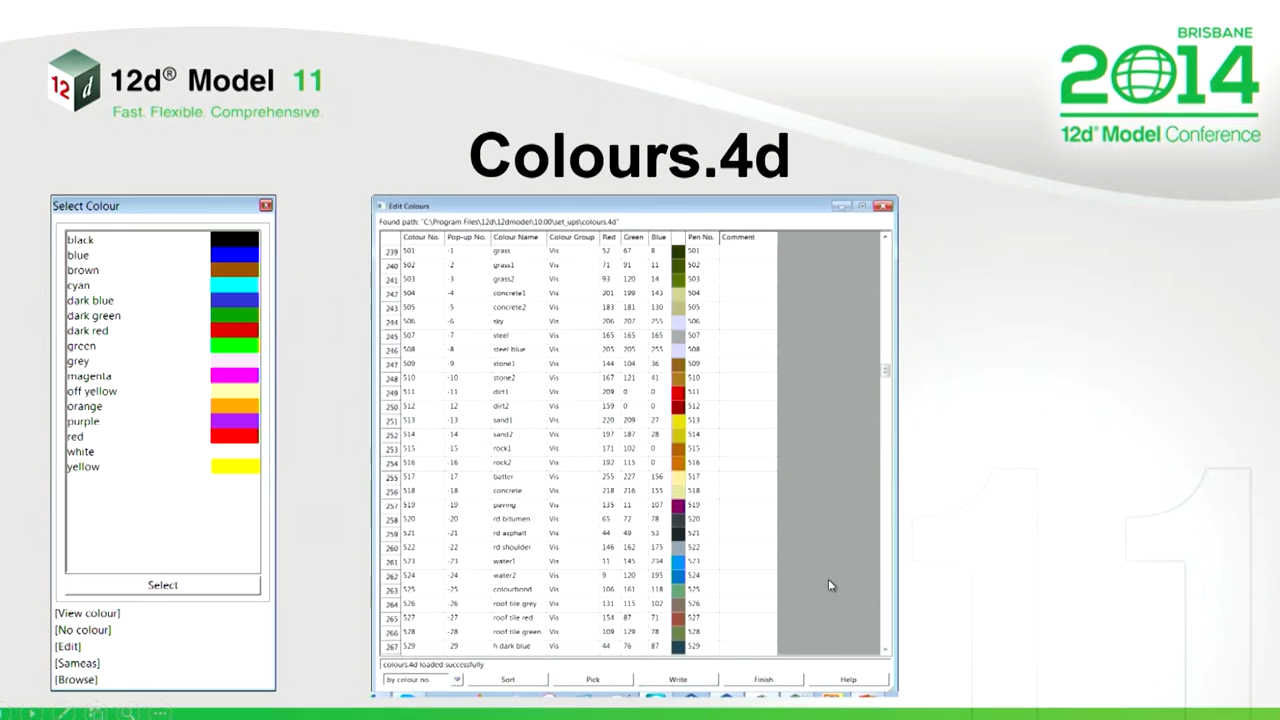 BRISBANE
2014
12d® Model Conference
12 d
12d® Model 11
Fast. Flexible. Comprehensive.
Colours.4d
Select Colour
black
blue
brown
cyan
dark blue
dark green
dark red
green
grey
magenta
off yellow
orange
purple
red
white
yellow
Select
[View colour]
[No colour]
[Edit]
[Sameas]
[Browse]
Edit Colours
Found path: "C:\Program Files\12d\12dmodel\10.00\set_ups\colours.4d"
Colour No. Pop-up No. Colour Name Colour Group Red Green Blue Pen No. Comment
239 501 -1 grass Vis 52 67 8 501
240 502 -2 grass1 Vis 71 91 11 502
241 503 -3 grass2 Vis 93 120 14 503
242 504 -4 concrete1 Vis 201 199 143 504
243 505 -5 concrete2 Vis 183 181 130 505
244 506 -6 sky Vis 206 207 255 506
245 507 -7 steel Vis 165 165 165 507
246 508 -8 steel blue Vis 205 205 255 508
247 509 -9 stone1 Vis 144 104 36 509
248 510 -10 stone2 Vis 167 121 41 510
249 511 -11 dirt1 Vis 209 0 0 511
250 512 -12 dirt2 Vis 159 0 0 512
251 513 -13 sand1 Vis 220 209 27 513
252 514 -14 sand2 Vis 197 187 28 514
253 515 -15 rock1 Vis 171 102 0 515
254 516 -16 rock2 Vis 192 115 0 516
255 517 -17 batter Vis 255 227 156 517
256 518 -18 concrete Vis 218 216 155 518
257 519 -19 paving Vis 135 11 107 519
258 520 -20 rd bitumen Vis 65 72 78 520
259 521 -21 rd asphalt Vis 44 49 53 521
260 522 -22 rd shoulder Vis 146 162 175 522
261 523 -23 water1 Vis 11 145 234 523
262 524 -24 water2 Vis 9 120 195 524
263 525 -25 colourbond Vis 106 161 118 525
264 526 -26 roof tile grey Vis 131 115 102 526
265 527 -27 roof tile red Vis 154 87 71 527
266 528 -28 roof tile green Vis 109 129 78 528
267 529 -29 h dark blue Vis 44 76 87 529
colours.4d loaded successfully
by colour no. Sort Pick Write Finish Help
11